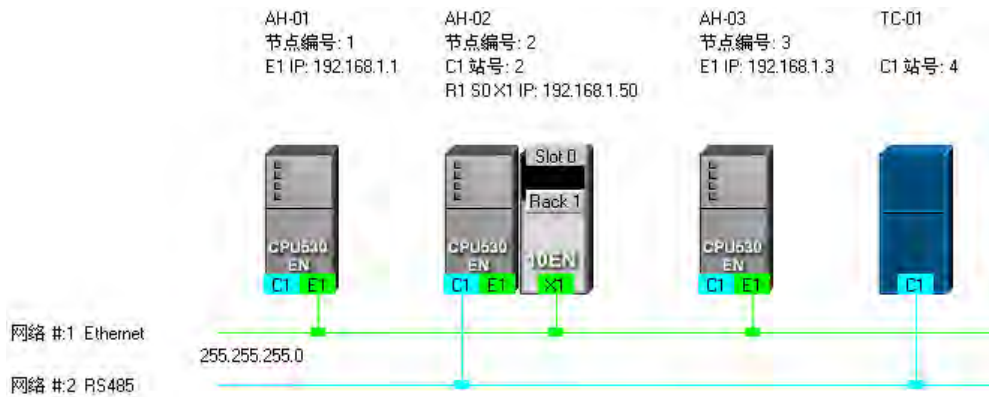 AH-01
节点编号: 1
E1 IP: 192.168.1.1
AH-02
节点编号: 2
C1 站号: 2
R1 S0 X1 IP: 192.168.1.50
AH-03
节点编号: 3
E1 IP: 192.168.1.3
TC-01
C1 站号: 4
CPU530
EN
C1 E1
CPU530
EN
C1 E1
Slot 0
Rack 1
10EN
X1
CPU530
EN
C1 E1
C1
网络 #:1 Ethernet
255.255.255.0
网络 #:2 RS485